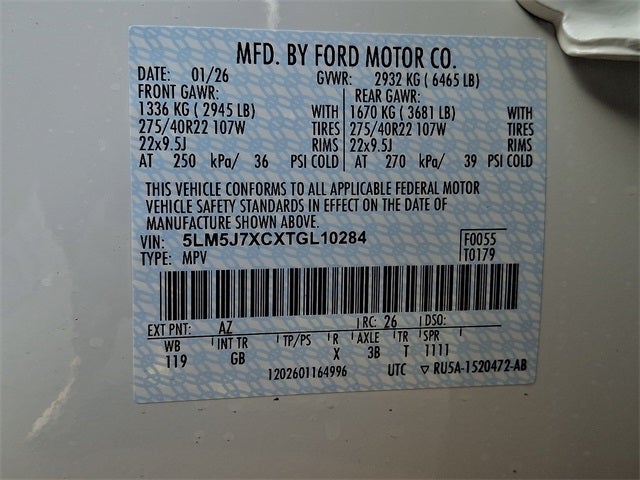 MFD. BY FORD MOTOR CO.
DATE: 01/26 GVWR: 2932 KG ( 6465 LB)
FRONT GAWR: REAR GAWR:
1336 KG ( 2945 LB) WITH 1670 KG ( 3681 LB) WITH
275/40R22 107W TIRES 275/40R22 107W TIRES
22x9.5J RIMS 22x9.5J RIMS
AT 250 kPa/ 36 PSI COLD AT 270 kPa/ 39 PSI COLD
THIS VEHICLE CONFORMS TO ALL APPLICABLE FEDERAL MOTOR
VEHICLE SAFETY STANDARDS IN EFFECT ON THE DATE OF
MANUFACTURE SHOWN ABOVE.
VIN: 5LM5J7XCXTGL10284 F0055
TYPE: MPV T0179
EXT PNT: AZ RC: 26 DSO:
WB INT TR TP/PS R AXLE TR SPR
119 GB X 3B T 1111
1202601164996 UTC ▽ RU5A-1520472-AB